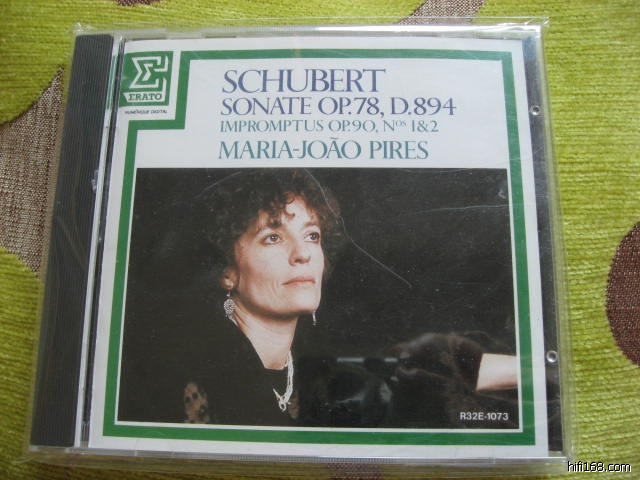 ERATO
NUMÉRIQUE DIGITAL
SCHUBERT
SONATE OP.78, D.894
IMPROMPTUS OP.90, Nos 1&2
MARIA-JOÃO PIRES
R32E-1073
hifi168.com